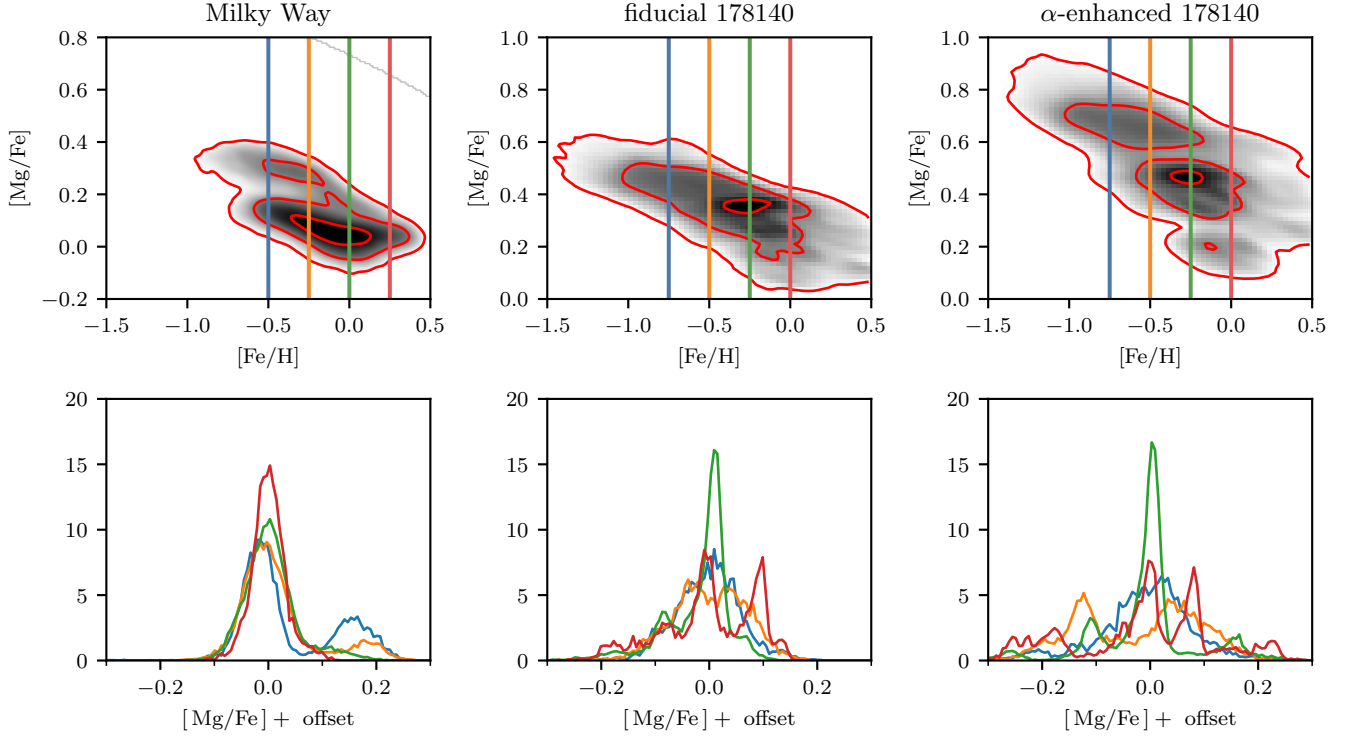 Milky Way
fiducial 178140
α-enhanced 178140
0.8
0.6
0.4
0.2
0.0
−0.2
[Mg/Fe]
−1.5 −1.0 −0.5 0.0 0.5
[Fe/H]
1.0
0.8
0.6
0.4
0.2
0.0
[Mg/Fe]
−1.5 −1.0 −0.5 0.0 0.5
[Fe/H]
1.0
0.8
0.6
0.4
0.2
0.0
[Mg/Fe]
−1.5 −1.0 −0.5 0.0 0.5
[Fe/H]
20
15
10
5
0
−0.2 0.0 0.2
[Mg/Fe] + offset
20
15
10
5
0
−0.2 0.0 0.2
[Mg/Fe] + offset
20
15
10
5
0
−0.2 0.0 0.2
[Mg/Fe] + offset